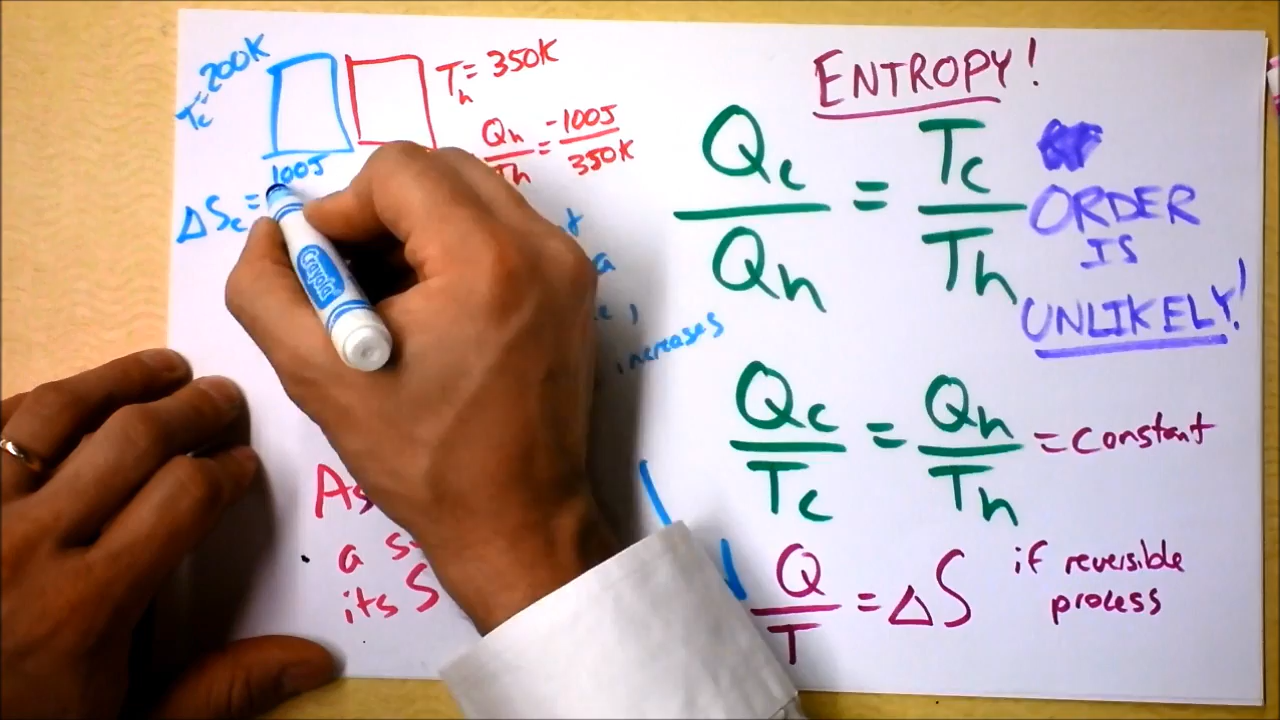 Tc = 200K
Th = 350K
Qh/Th = -100J/350K
ΔSc = 100J
increases
its S
ENTROPY!
Qc/Qh = Tc/Th
ORDER
IS
UNLIKELY!
Qc/Tc = Qh/Th = constant
Q/T = ΔS if reversible
process
Crayola